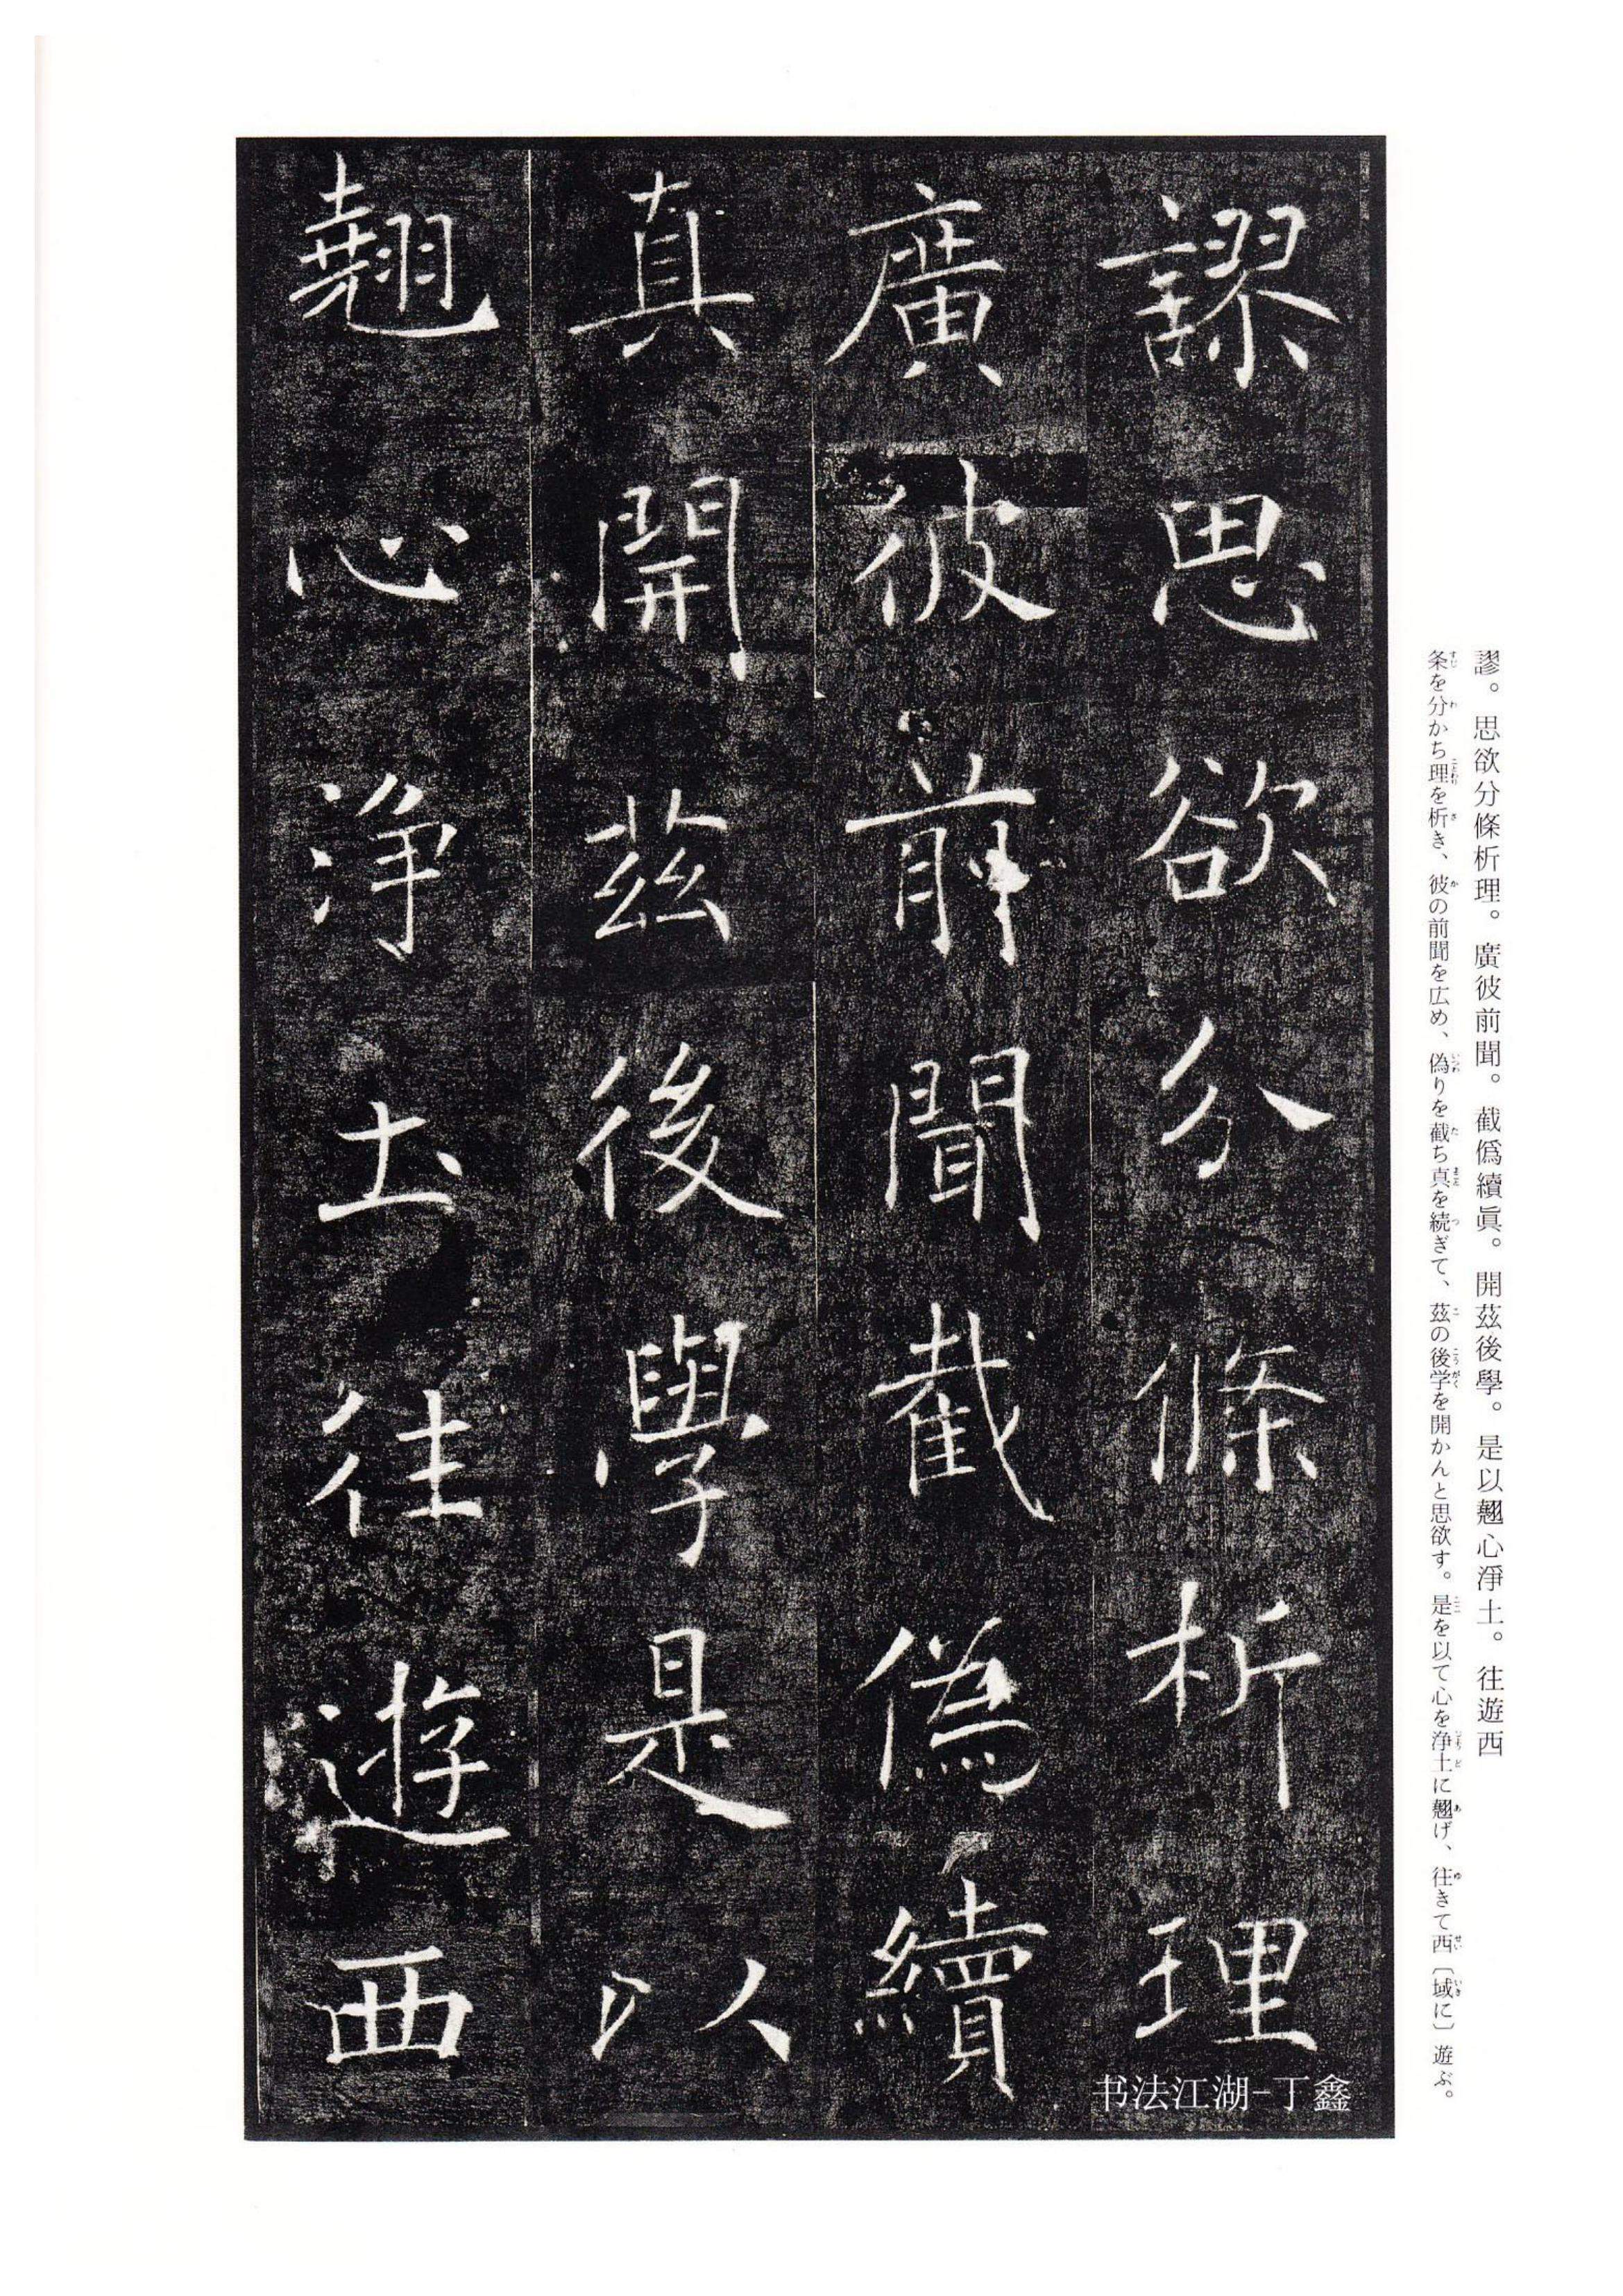 謬思欲分條析理
廣彼前聞截偽續
真開茲後學是以
翹心淨土往遊西
謬。思欲分條析理。廣彼前聞。截僞續眞。開茲後學。是以翹心淨土。往遊西
条を分かち理を析き、彼の前聞を広め、偽りを截ち真を続ぎて、茲の後学を開かんと思欲す。是を以て心を浄土に翹げ、往きて西〔域に〕遊ぶ。
书法江湖-丁鑫